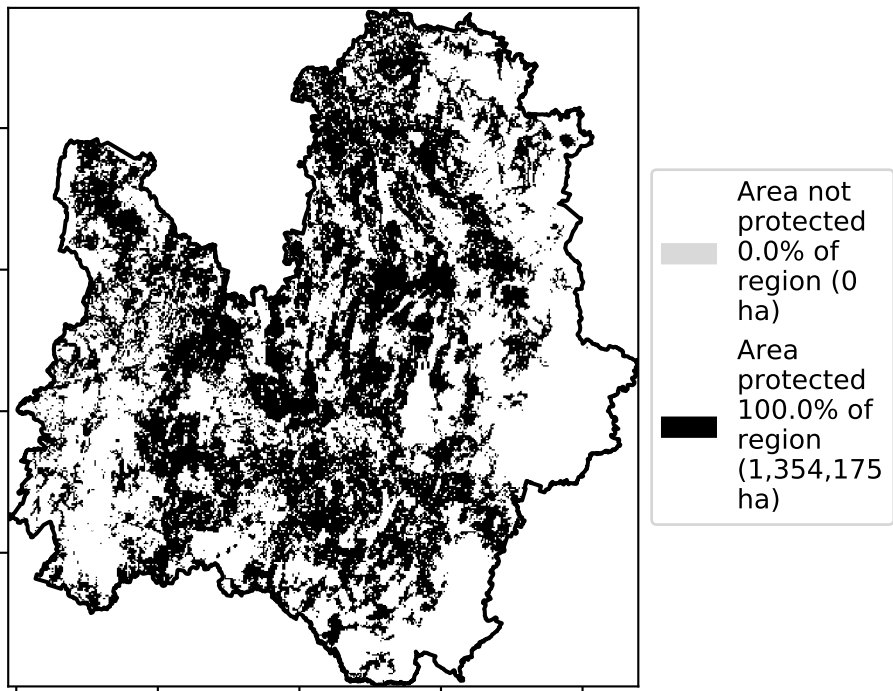 Area not
protected
0.0% of
region (0
ha)
Area
protected
100.0% of
region
(1,354,175
ha)